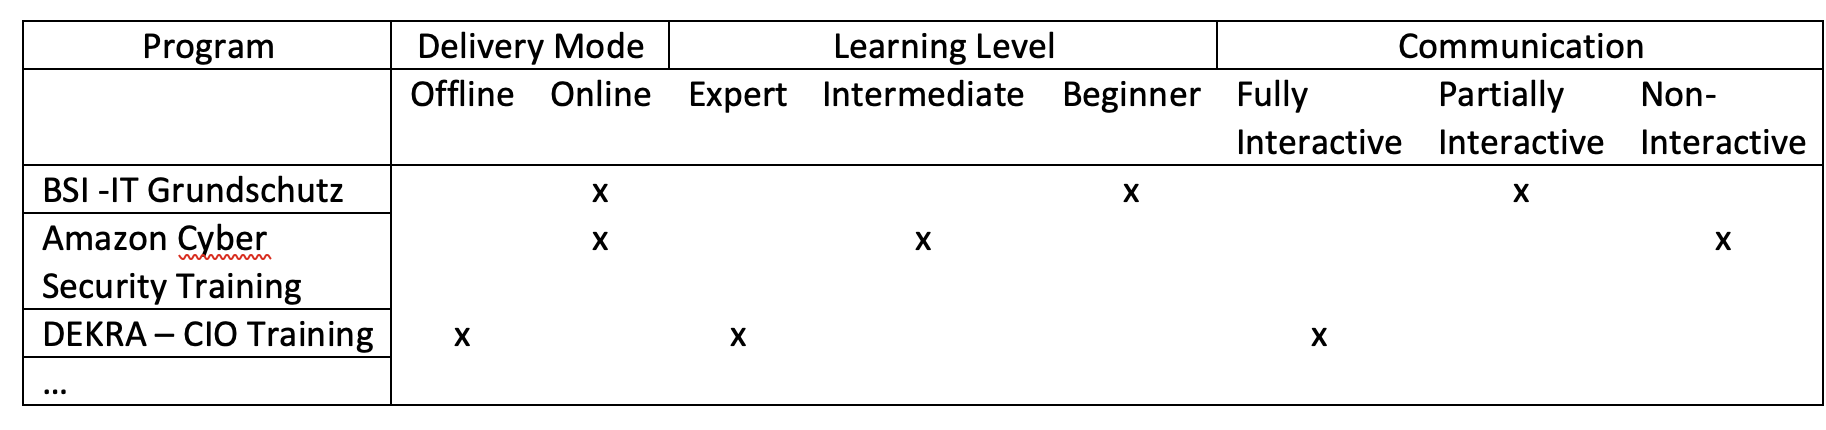 Program Delivery Mode Learning Level Communication
Offline Online Expert Intermediate Beginner Fully Interactive Partially Interactive Non-Interactive
BSI -IT Grundschutz x x x
Amazon Cyber Security Training x x x
DEKRA – CIO Training x x x
...